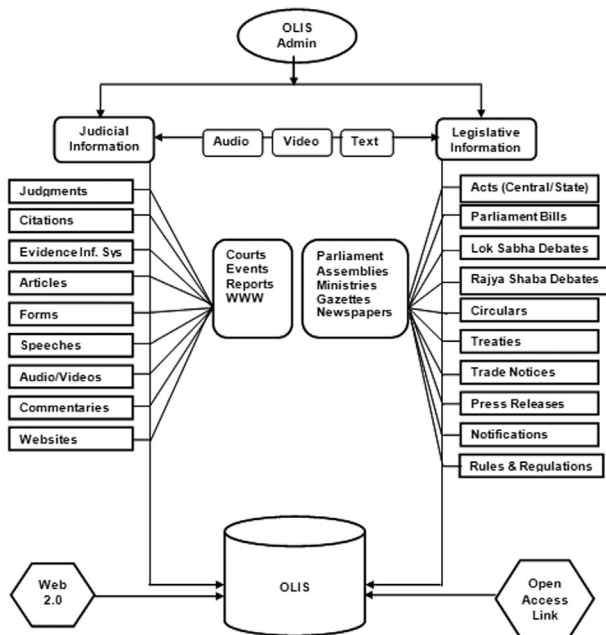 OLIS
Admin
Judicial
Information
Audio
Video
Text
Legislative
Information
Judgments
Citations
Evidence Inf. Sys
Articles
Forms
Speeches
Audio/Videos
Commentaries
Websites
Courts
Events
Reports
WWW
Parliament
Assemblies
Ministries
Gazettes
Newspapers
Acts (Central/State)
Parliament Bills
Lok Sabha Debates
Rajya Shaba Debates
Circulars
Treaties
Trade Notices
Press Releases
Notifications
Rules & Regulations
Web
2.0
OLIS
Open
Access
Link